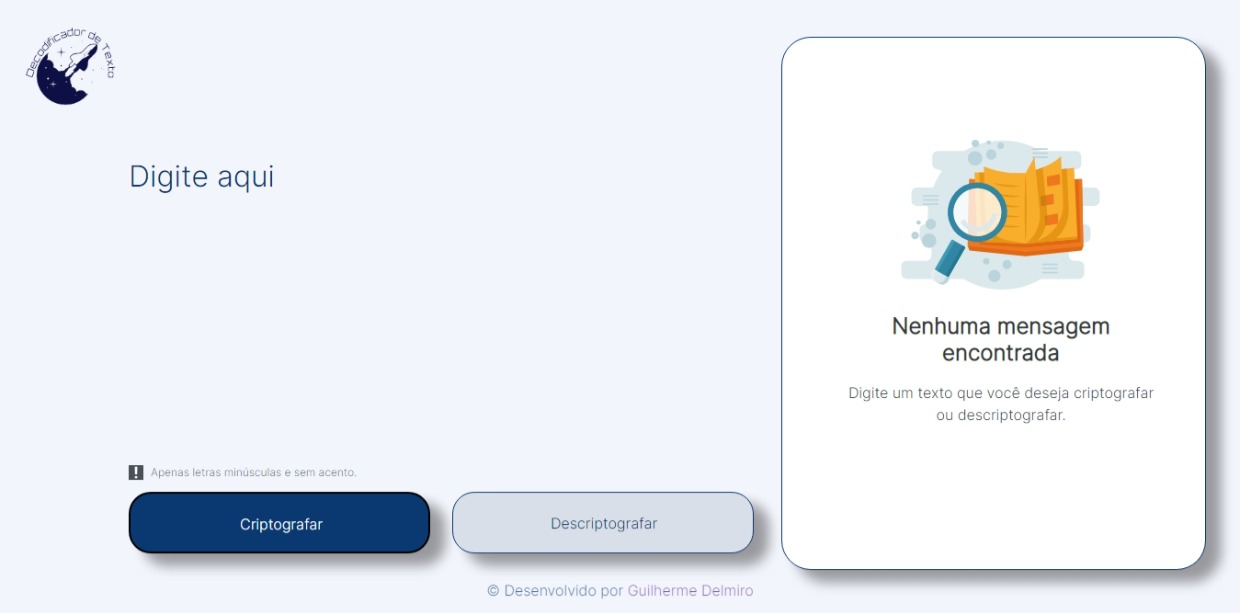 Decodificador de Texto
Digite aqui
Apenas letras minúsculas e sem acento.
Criptografar
Descriptografar
Nenhuma mensagem
encontrada
Digite um texto que você deseja criptografar
ou descriptografar.
© Desenvolvido por Guilherme Delmiro